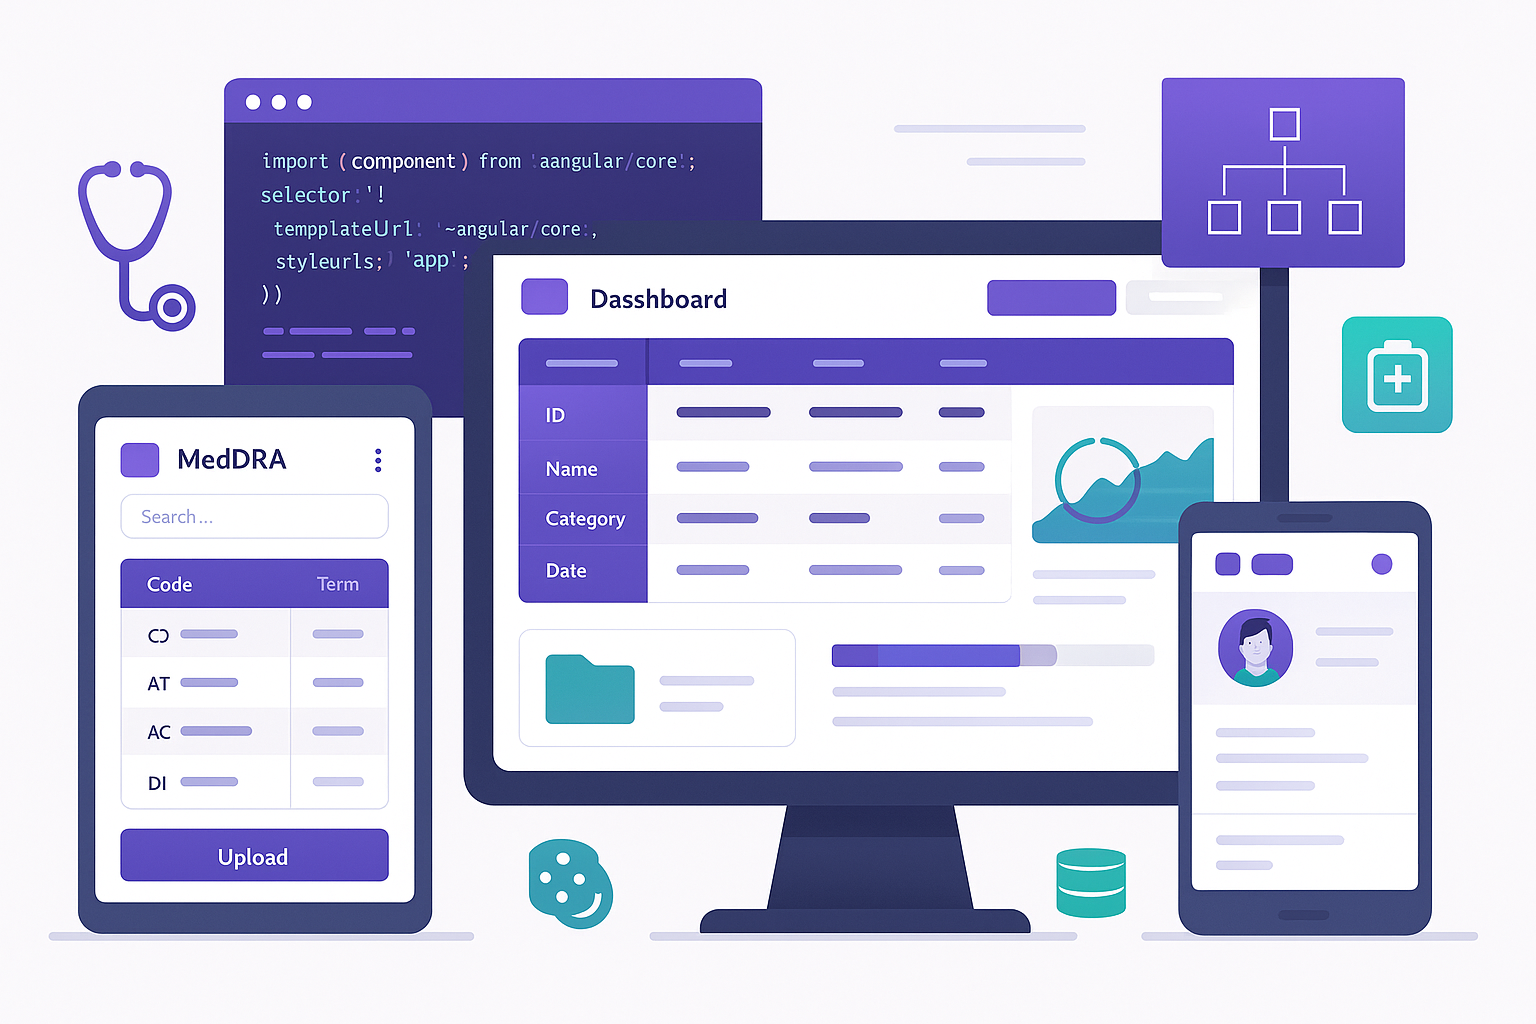 import (component) from 'aangular/core';
selector:'!
tempplateUrl: '~angular/core:,
styleurls; 'app';
))
Dasshboard
ID
Name
Category
Date
MedDRA
Search...
Code Term
AT
AC
DI
Upload